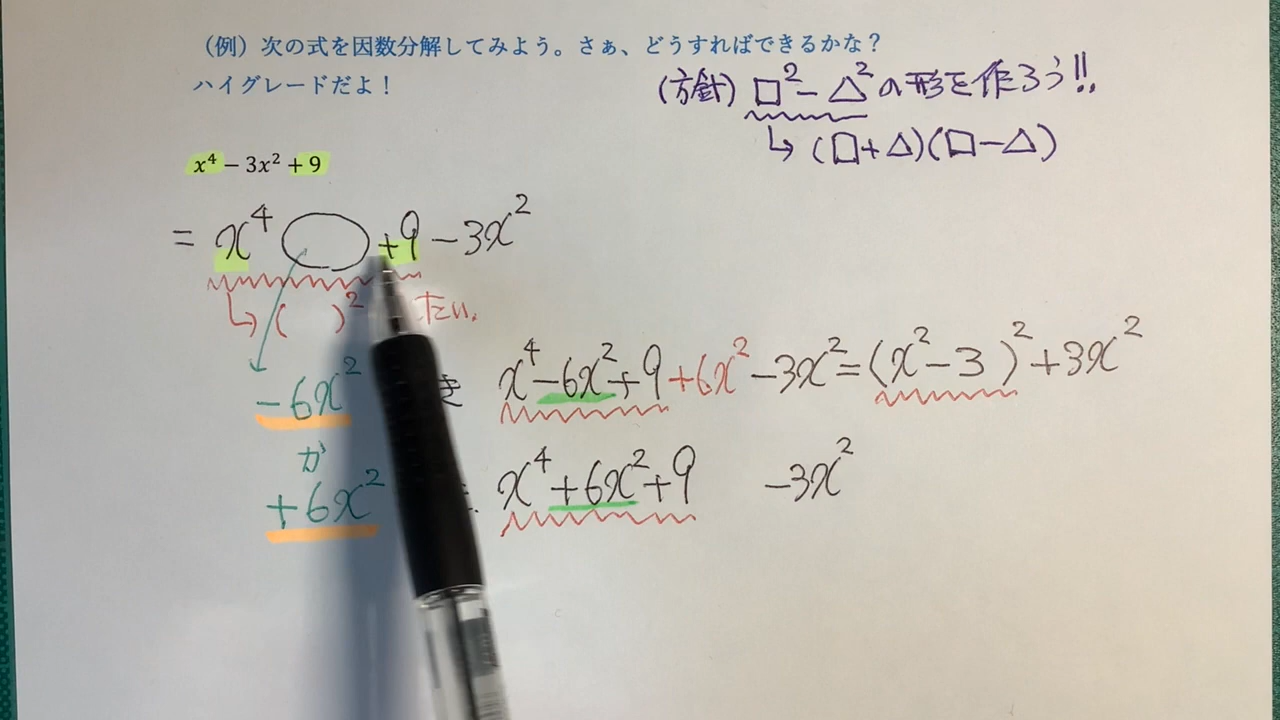 （例）次の式を因数分解してみよう。さぁ、どうすればできるかな？
ハイグレードだよ！
(方針) □² − △² の形を作ろう!!
↳ (□+△)(□−△)
x⁴ − 3x² + 9
= x⁴ ◯ +9 −3x²
↳ ( )² たい.
−6x²
き x⁴−6x²+9+6x²−3x²=(x²−3)²+3x²
か
+6x²
x⁴+6x²+9 −3x²